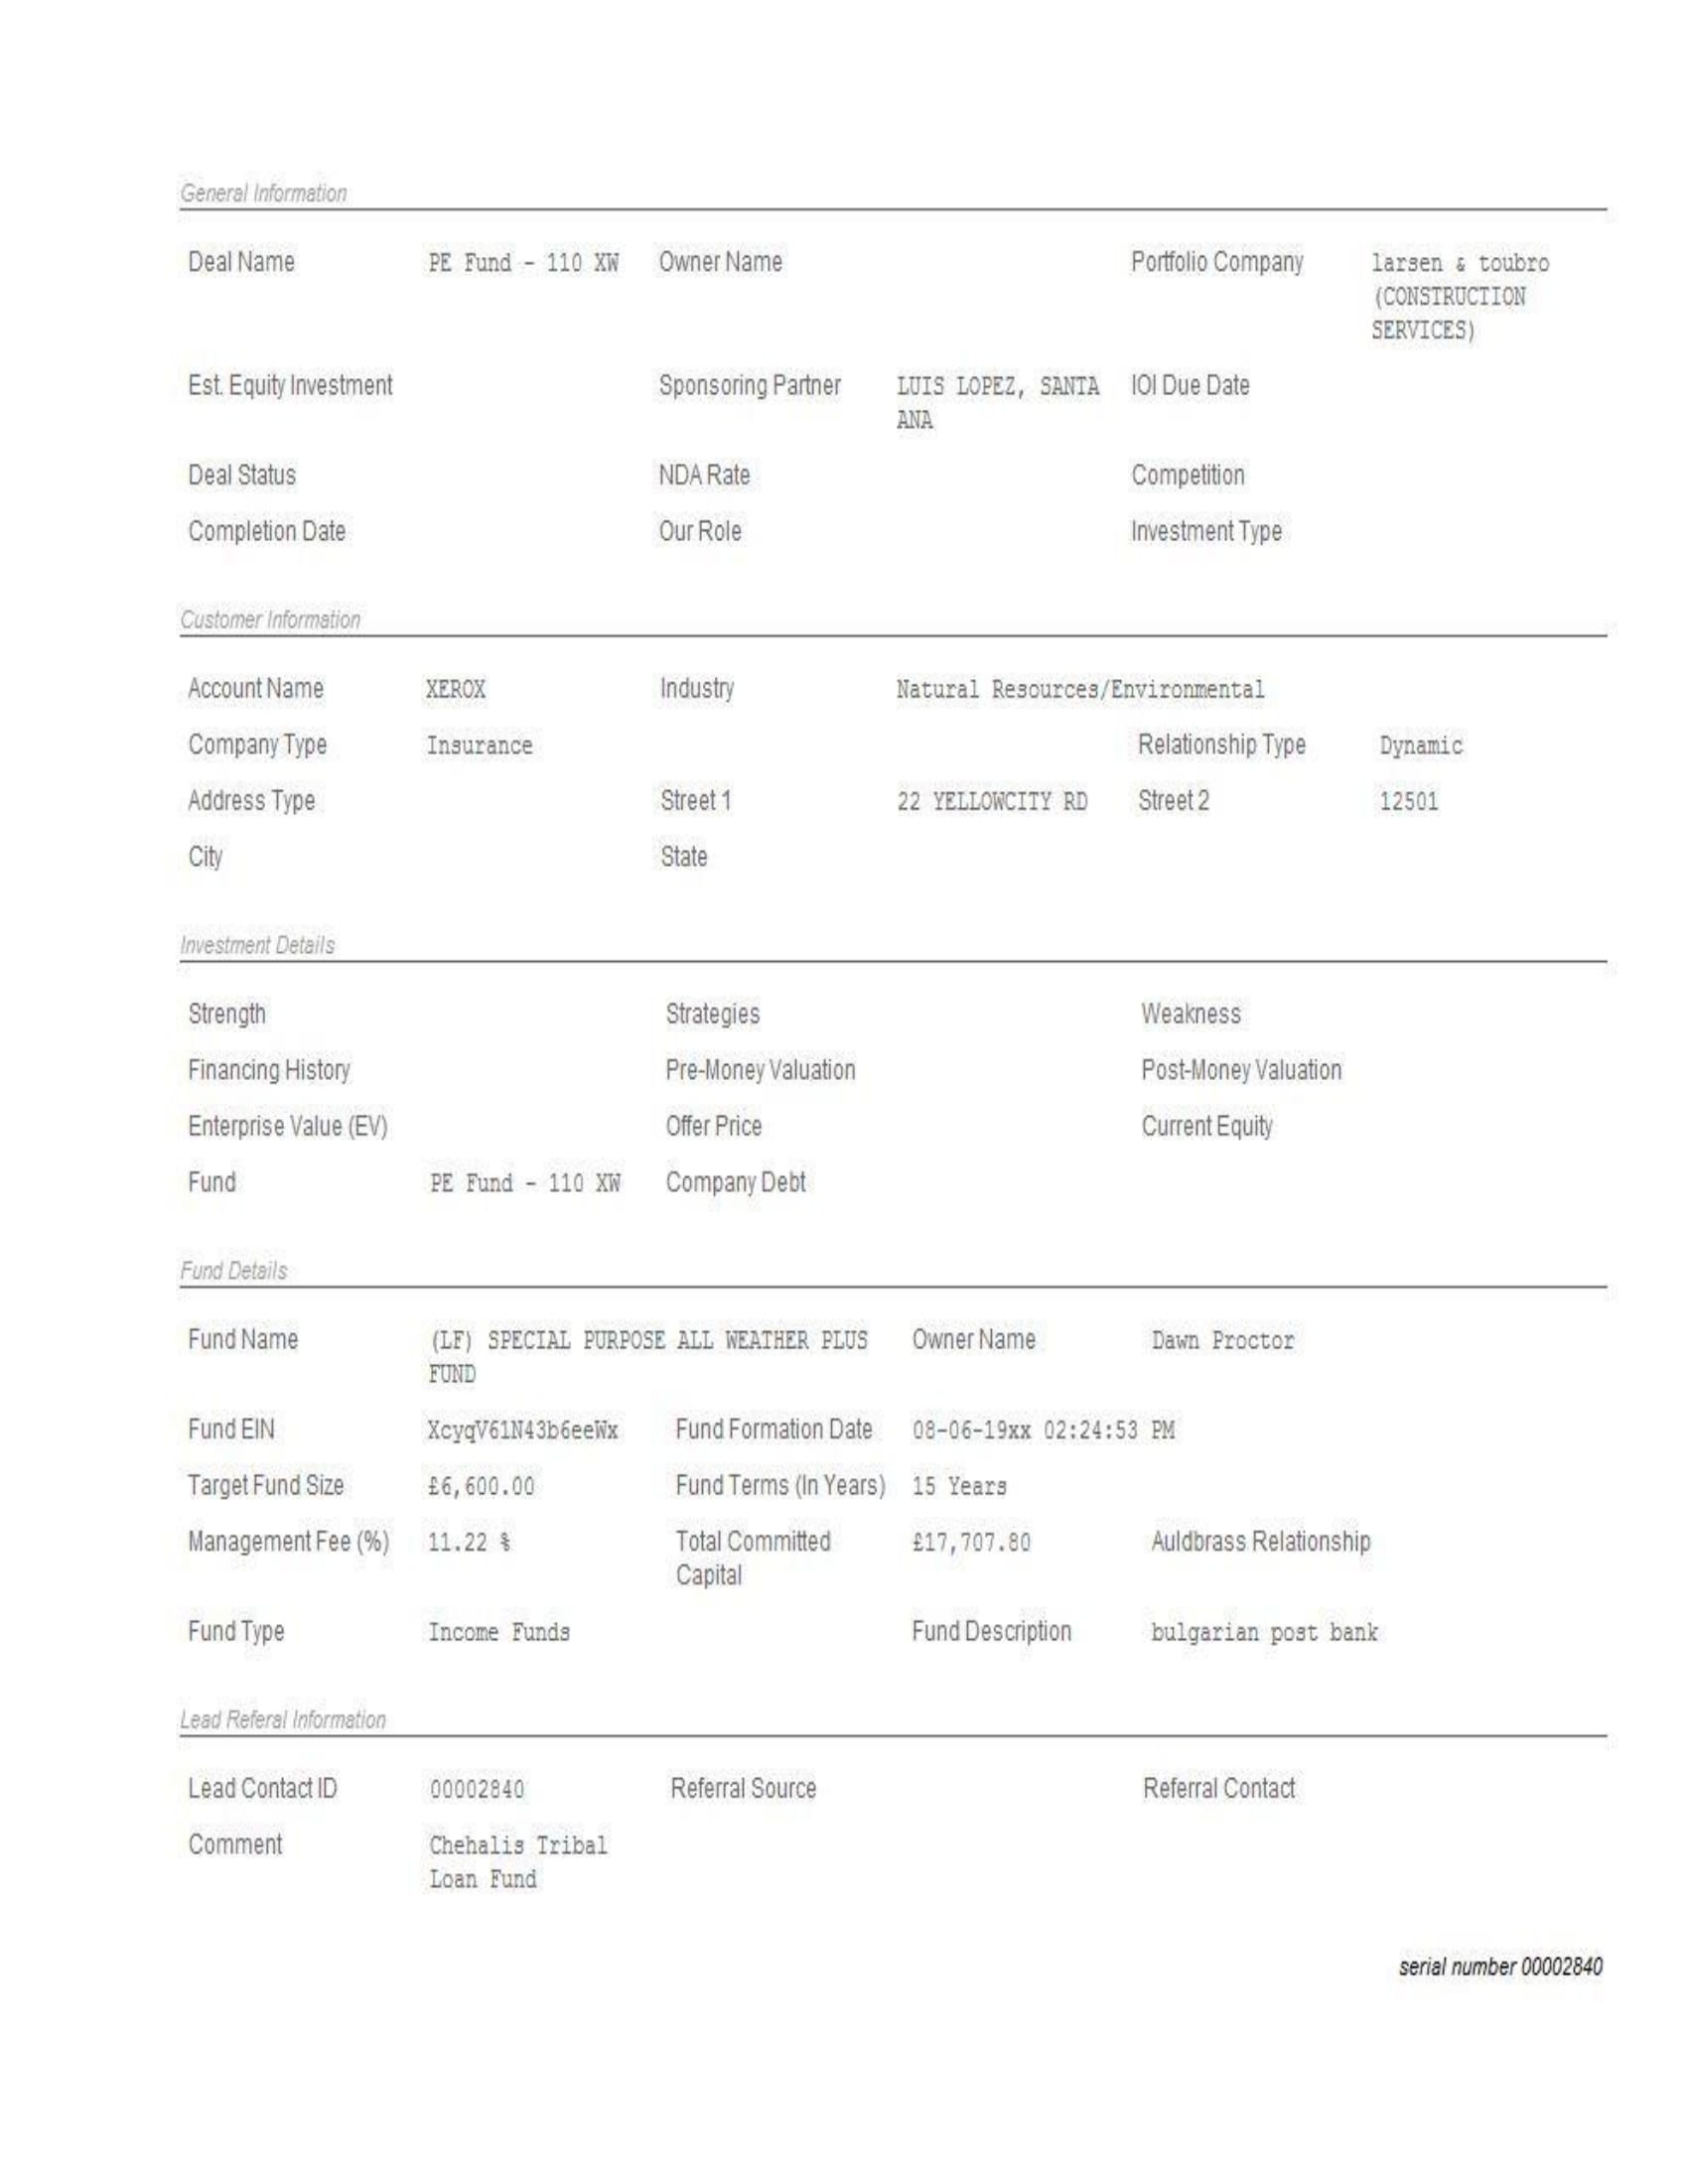 General Information
Deal Name PE Fund - 110 XW Owner Name Portfolio Company larsen & toubro
(CONSTRUCTION
SERVICES)
Est. Equity Investment Sponsoring Partner LUIS LOPEZ, SANTA IOI Due Date
ANA
Deal Status NDA Rate Competition
Completion Date Our Role Investment Type
Customer Information
Account Name XEROX Industry Natural Resources/Environmental
Company Type Insurance Relationship Type Dynamic
Address Type Street 1 22 YELLOWCITY RD Street 2 12501
City State
Investment Details
Strength Strategies Weakness
Financing History Pre-Money Valuation Post-Money Valuation
Enterprise Value (EV) Offer Price Current Equity
Fund PE Fund - 110 XW Company Debt
Fund Details
Fund Name (LF) SPECIAL PURPOSE ALL WEATHER PLUS Owner Name Dawn Proctor
FUND
Fund EIN XcyqV61N43b6eeWx Fund Formation Date 08-06-19xx 02:24:53 PM
Target Fund Size £6,600.00 Fund Terms (In Years) 15 Years
Management Fee (%) 11.22 % Total Committed £17,707.80 Auldbrass Relationship
Capital
Fund Type Income Funds Fund Description bulgarian post bank
Lead Referal Information
Lead Contact ID 00002840 Referral Source Referral Contact
Comment Chehalis Tribal
Loan Fund
serial number 00002840